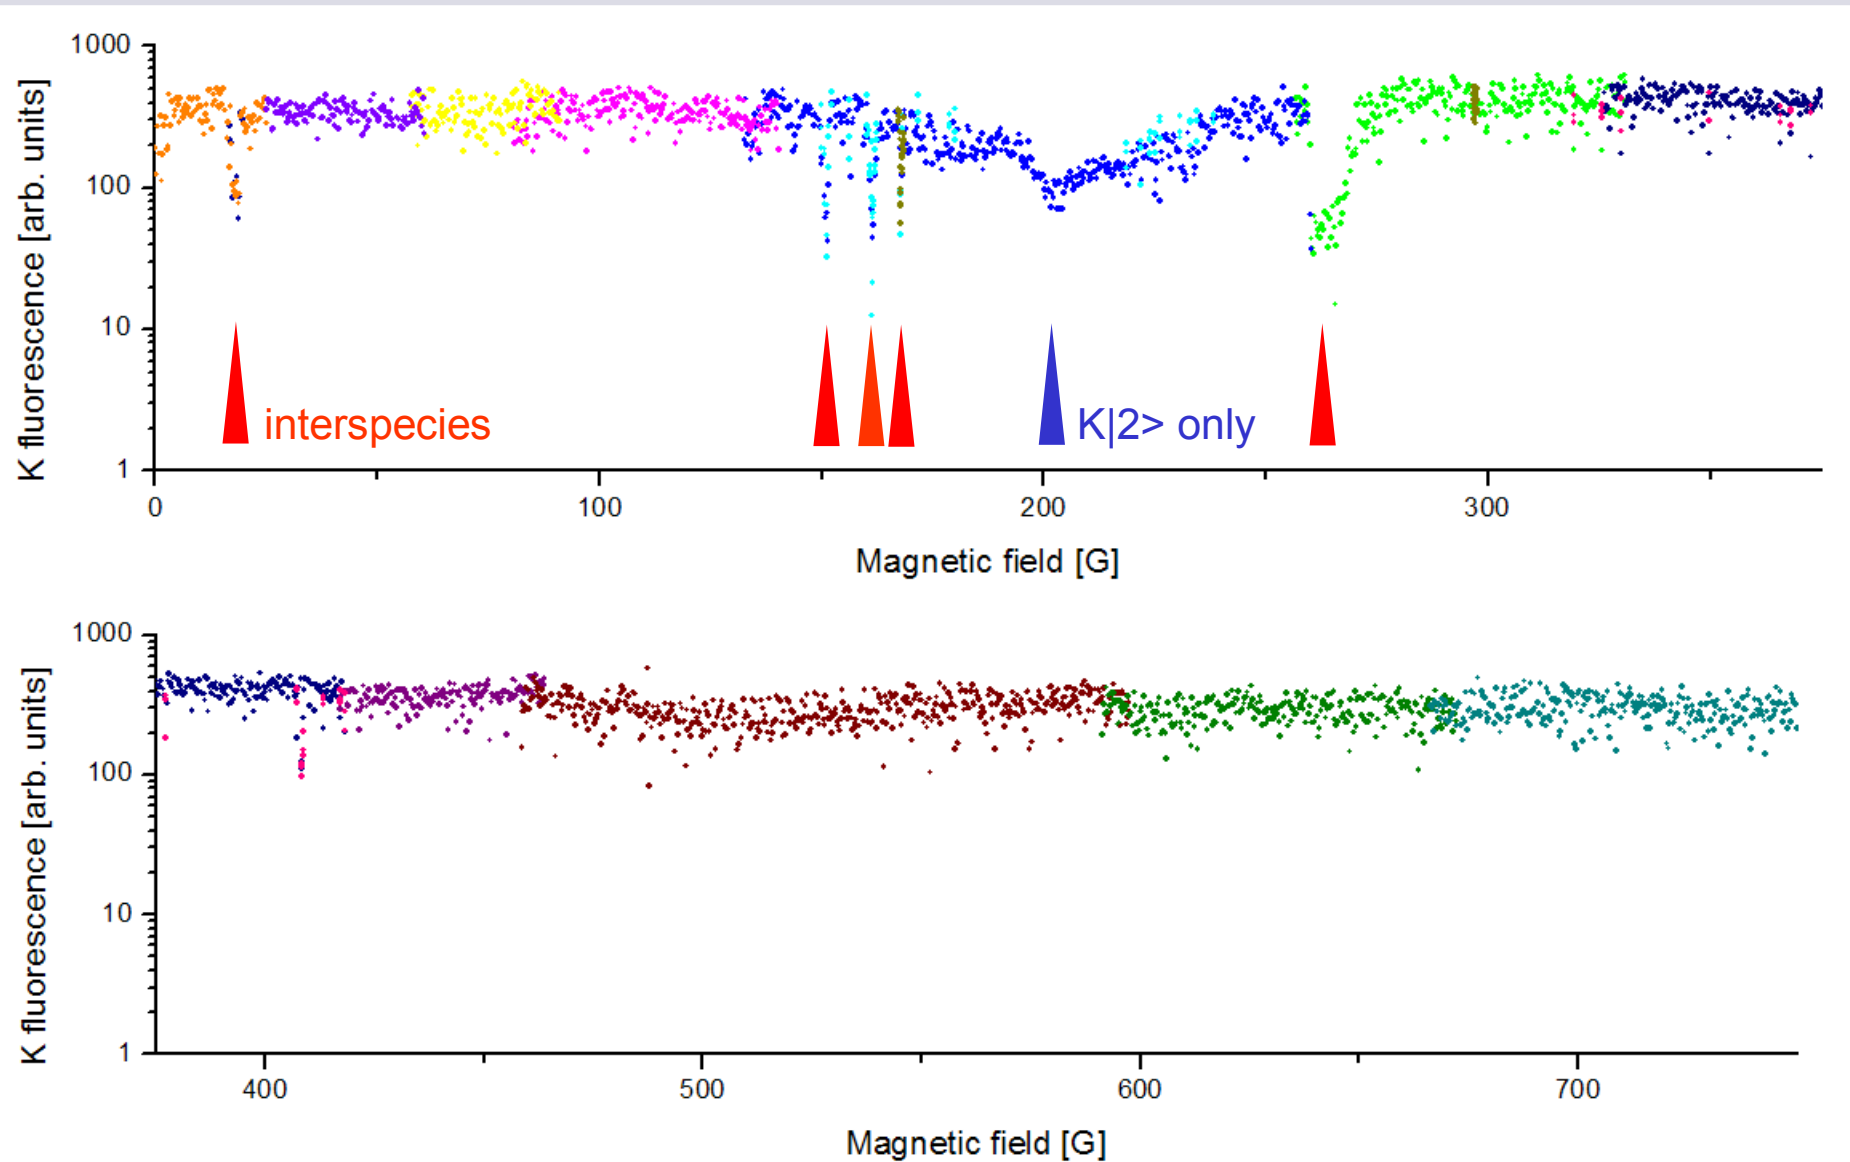 1000
100
10
1
K fluorescence [arb. units]
interspecies
K|2> only
0
100
200
300
Magnetic field [G]
1000
100
10
1
K fluorescence [arb. units]
400
500
600
700
Magnetic field [G]